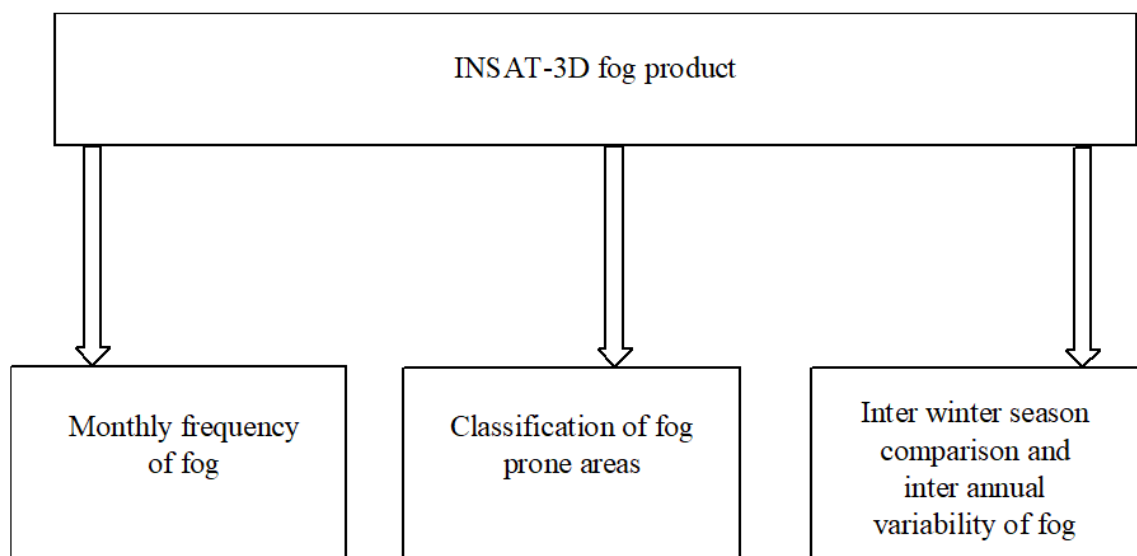 INSAT-3D fog product
Monthly frequency
of fog
Classification of fog
prone areas
Inter winter season
comparison and
inter annual
variability of fog